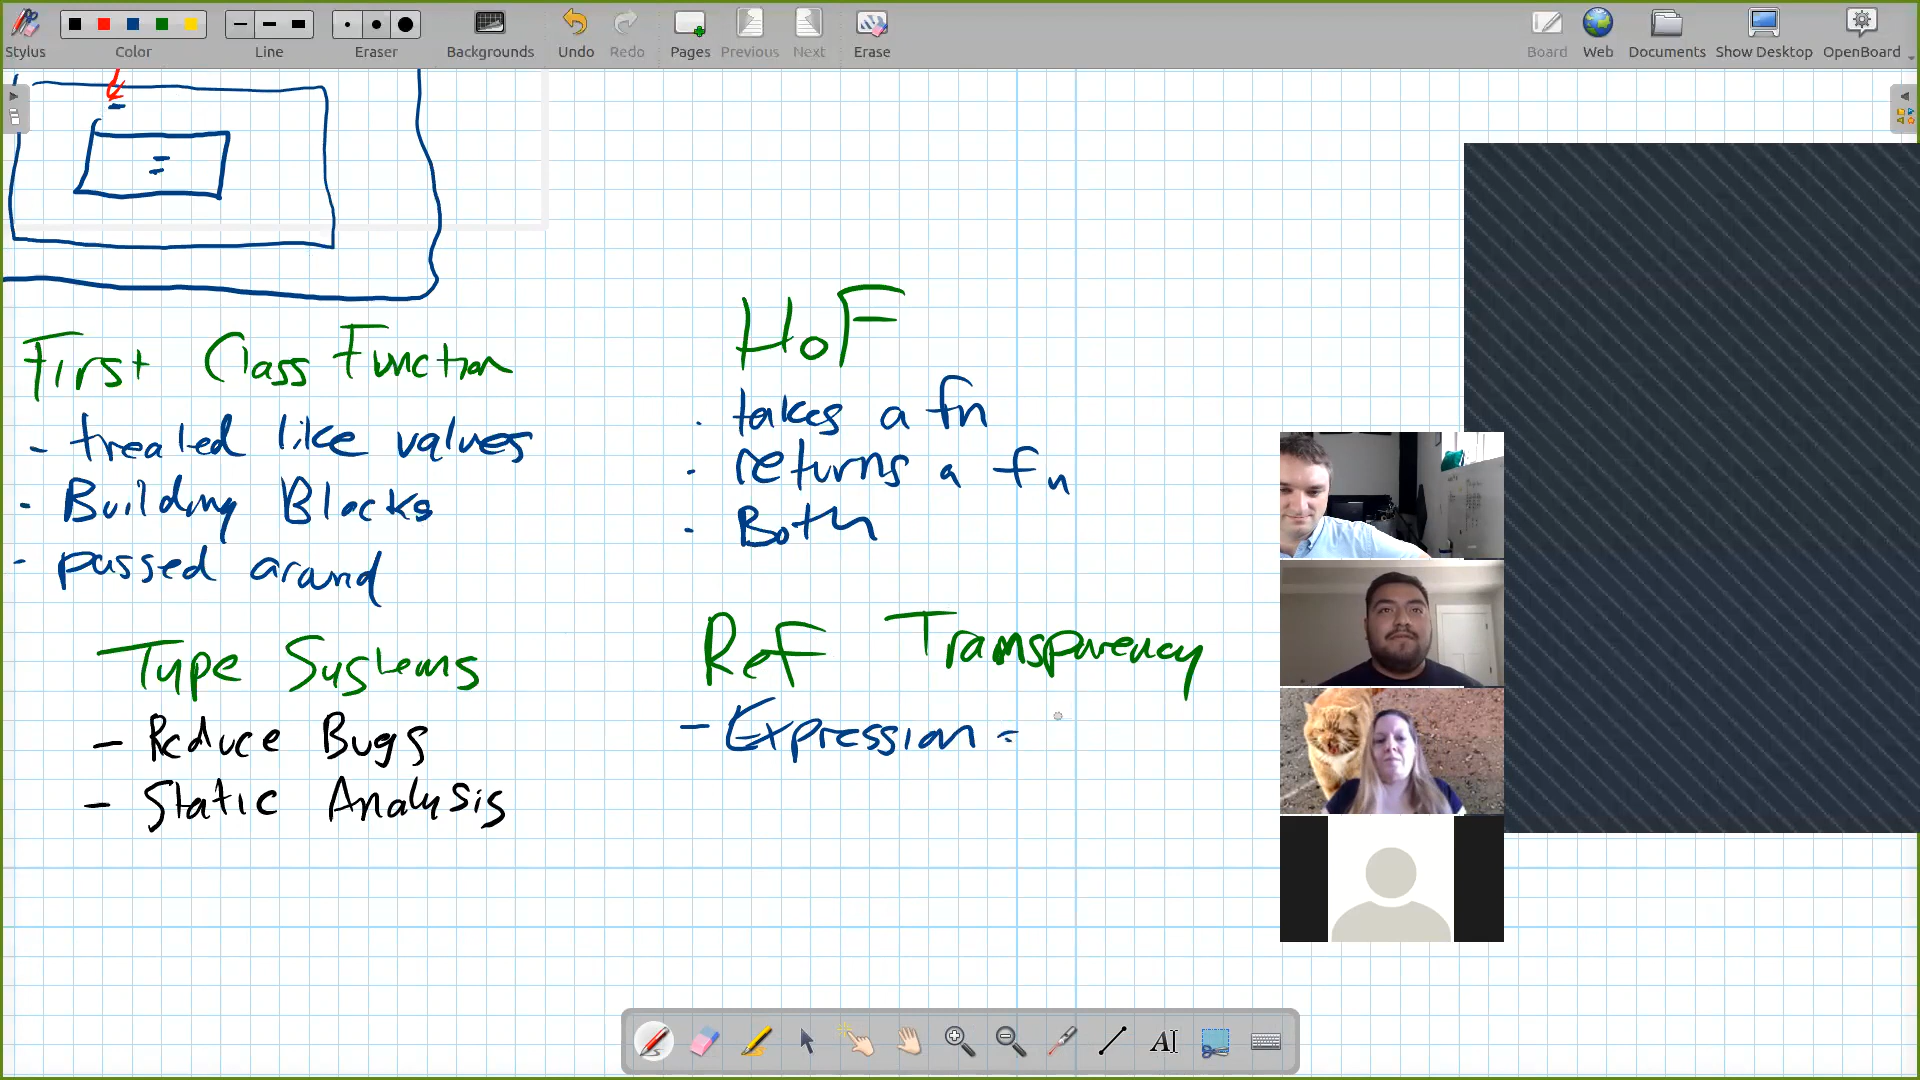 Stylus
Color
Line
Eraser
Backgrounds
Undo
Redo
Pages
Previous
Next
Erase
Board
Web
Documents
Show Desktop
OpenBoard
First Class Function
- treated like values
- Building Blocks
- passed around
HoF
· takes a fn
· returns a fn
· Both
Type Systems
- Reduce Bugs
- Static Analysis
Ref Transparency
- Expression =
AI